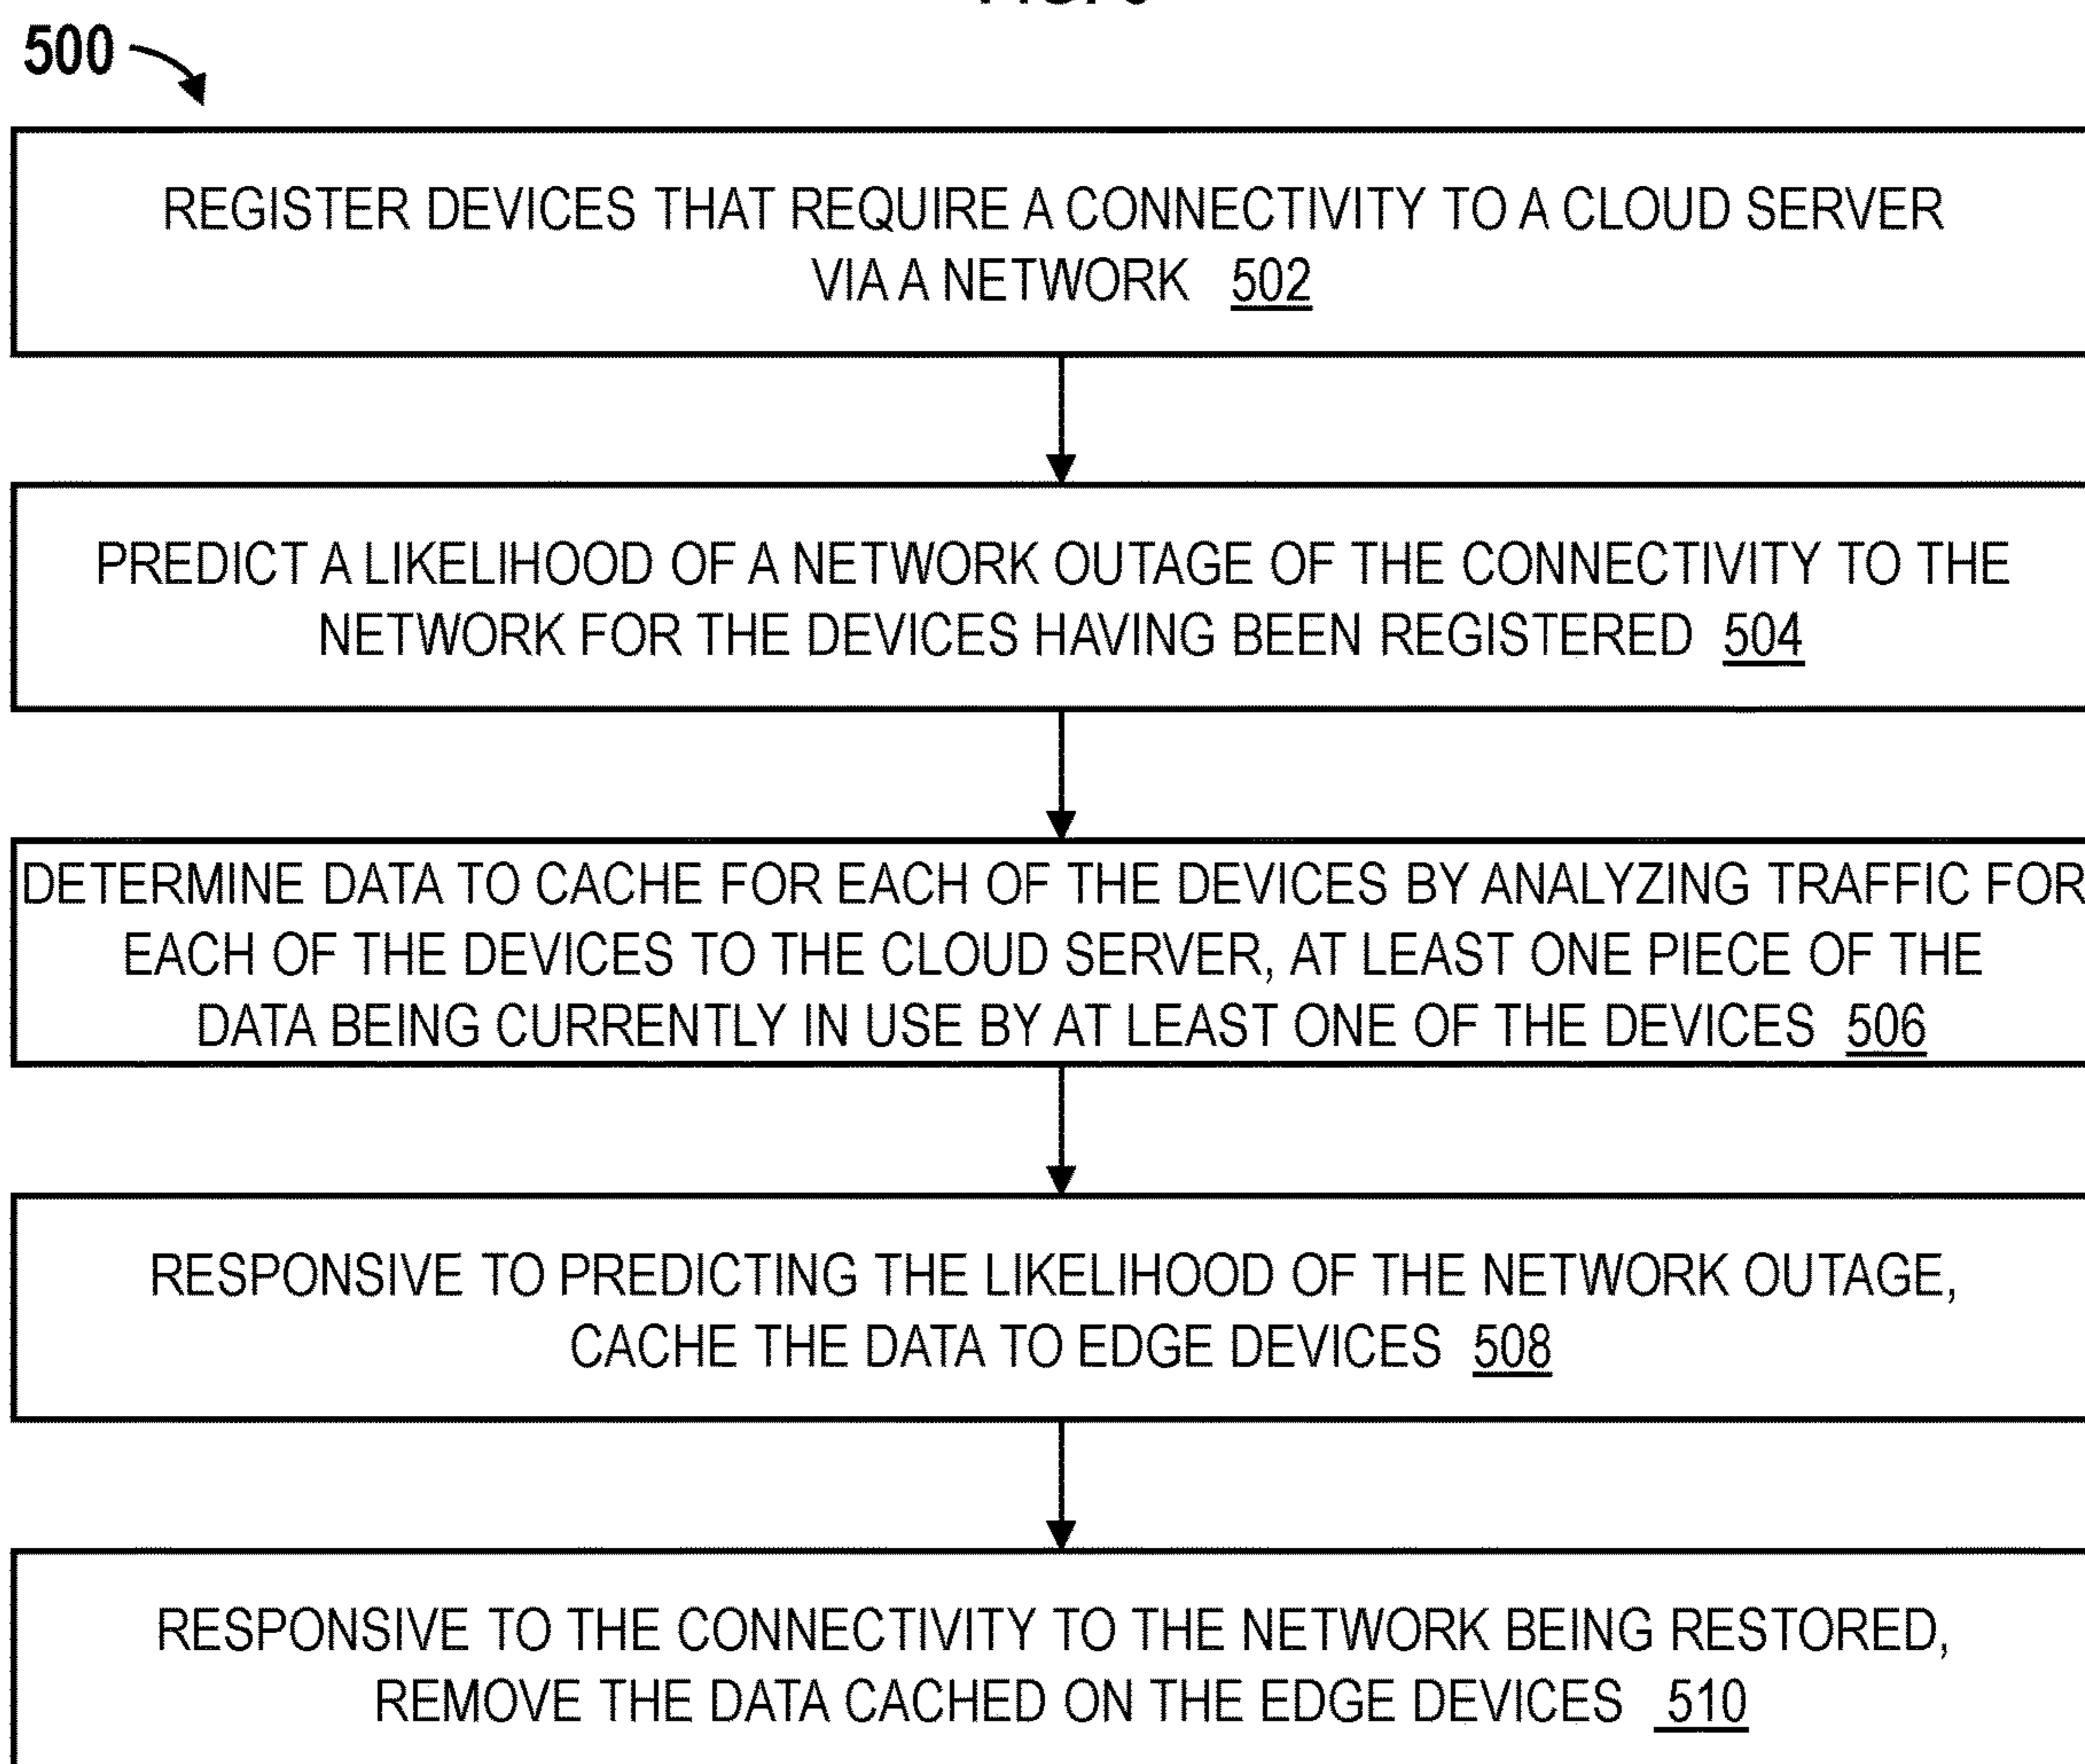 500
REGISTER DEVICES THAT REQUIRE A CONNECTIVITY TO A CLOUD SERVER
VIA A NETWORK 502
PREDICT A LIKELIHOOD OF A NETWORK OUTAGE OF THE CONNECTIVITY TO THE
NETWORK FOR THE DEVICES HAVING BEEN REGISTERED 504
DETERMINE DATA TO CACHE FOR EACH OF THE DEVICES BY ANALYZING TRAFFIC FOR
EACH OF THE DEVICES TO THE CLOUD SERVER, AT LEAST ONE PIECE OF THE
DATA BEING CURRENTLY IN USE BY AT LEAST ONE OF THE DEVICES 506
RESPONSIVE TO PREDICTING THE LIKELIHOOD OF THE NETWORK OUTAGE,
CACHE THE DATA TO EDGE DEVICES 508
RESPONSIVE TO THE CONNECTIVITY TO THE NETWORK BEING RESTORED,
REMOVE THE DATA CACHED ON THE EDGE DEVICES 510